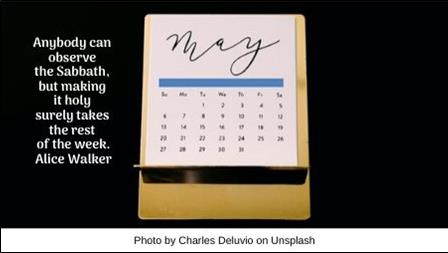 Anybody can
observe
the Sabbath,
but making
it holy
surely takes
the rest
of the week.
Alice Walker
May
Su Mo Tu We Th Fr Sa
1 2 3 4 5
6 7 8 9 10 11 12
13 14 15 16 17 18 19
20 21 22 23 24 25 26
27 28 29 30 31
Photo by Charles Deluvio on Unsplash